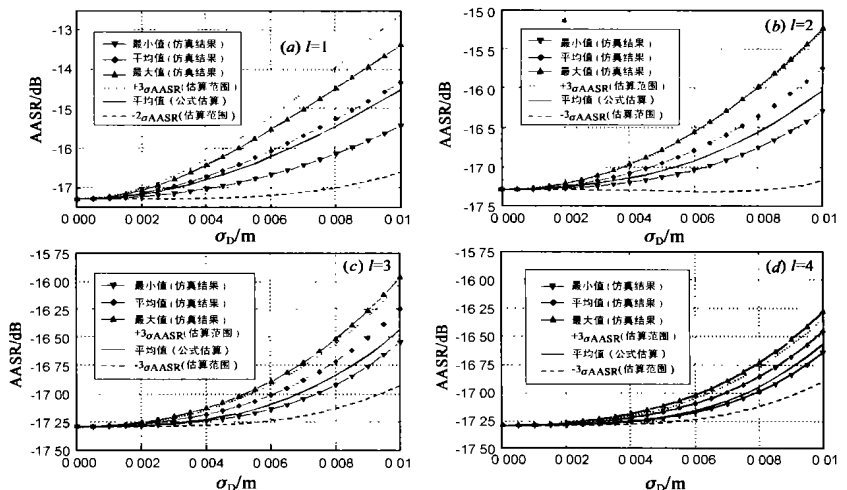 (a) l=1
最小值(仿真结果)
平均值(仿真结果)
最大值(仿真结果)
+3σAASR(估算范围)
平均值(公式估算)
-2σAASR(估算范围)
AASR/dB
-13
-14
-15
-16
-17
0 000
0 002
0 004
0 006
0 008
0 01
σD/m
(b) l=2
最小值(仿真结果)
平均值(仿真结果)
最大值(仿真结果)
+3σAASR(估算范围)
平均值(公式估算)
-3σAASR(估算范围)
AASR/dB
-15 0
-15.5
-16.0
-16.5
-17.0
-17.5
0 000
0 002
0 004
0 006
0 008
0 01
σD/m
(c) l=3
最小值(仿真结果)
平均值(仿真结果)
最大值(仿真结果)
+3σAASR(估算范围)
平均值(公式估算)
-3σAASR(估算范围)
AASR/dB
-15 75
-16 00
-16 25
-16 50
-16.75
-17 00
-17.25
-17 50
0 000
0 002
0 004
0 006
0 008
0 01
σD/m
(d) l=4
最小值(仿真结果)
平均值(仿真结果)
最大值(仿真结果)
+3σAASR(估算范围)
平均值(公式估算)
-3σAASR(估算范围)
AASR/dB
-15.75
-16.00
-16.25
-16.50
-16.75
-17.00
-17.25
-17 50
0 000
0 002
0 004
0 006
0 008
0 01
σD/m